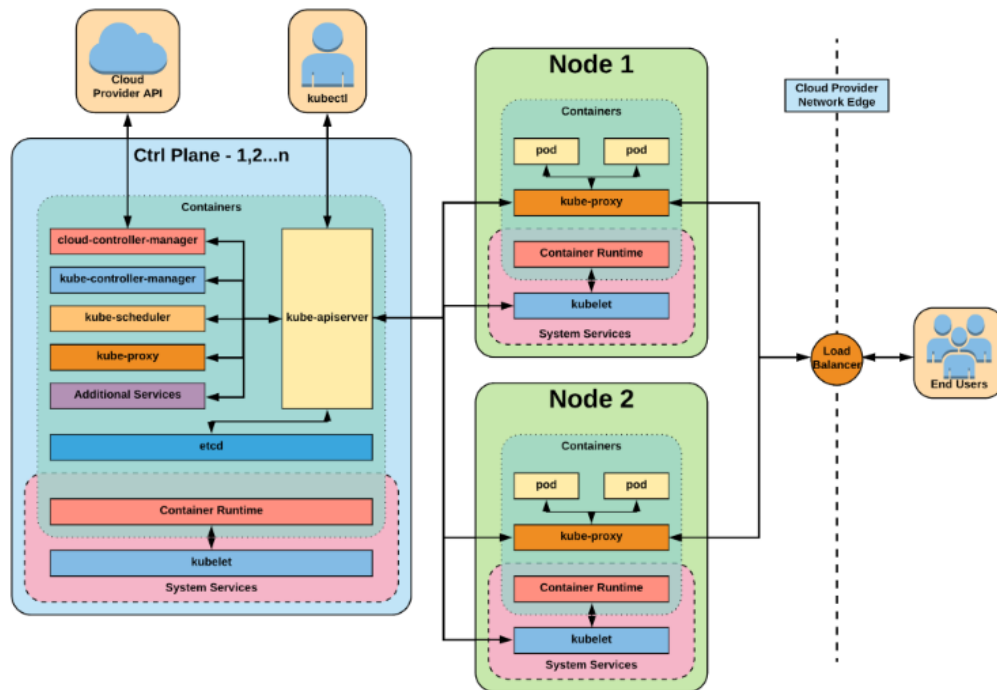 Cloud
Provider API
kubectl
Ctrl Plane - 1,2...n
Containers
cloud-controller-manager
kube-controller-manager
kube-scheduler
kube-proxy
Additional Services
kube-apiserver
etcd
Container Runtime
kubelet
System Services
Node 1
Containers
pod
pod
kube-proxy
Container Runtime
kubelet
System Services
Node 2
Containers
pod
pod
kube-proxy
Container Runtime
kubelet
System Services
Cloud Provider
Network Edge
Load
Balancer
End Users